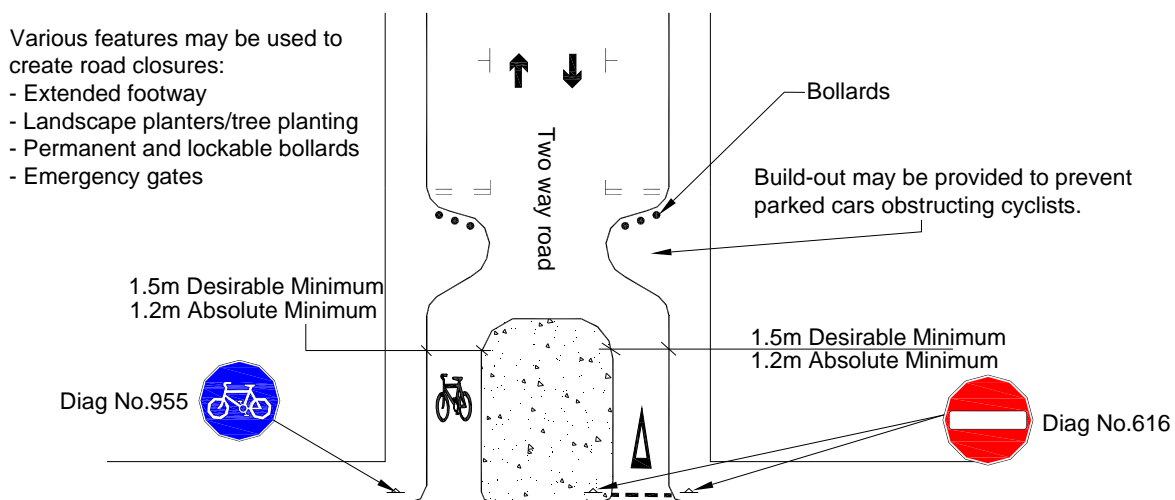 Various features may be used to
create road closures:
- Extended footway
- Landscape planters/tree planting
- Permanent and lockable bollards
- Emergency gates
Bollards
Two way road
Build-out may be provided to prevent
parked cars obstructing cyclists.
1.5m Desirable Minimum
1.2m Absolute Minimum
1.5m Desirable Minimum
1.2m Absolute Minimum
Diag No.955
Diag No.616